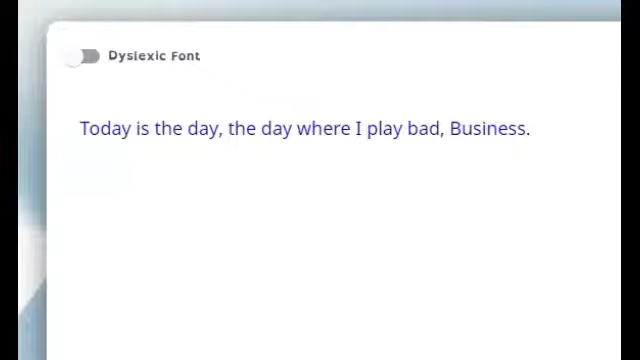 Dyslexic Font
Today is the day, the day where I play bad, Business.